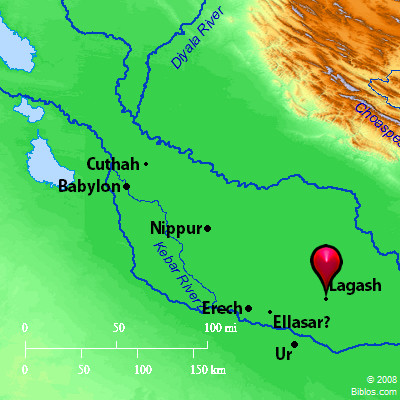 Diyala River
Choaspes
Cuthah
Babylon
Nippur
Kebar River
Lagash
Erech
Ellasar?
Ur
0 50 100 mi
0 50 100 150 km
© 2008
Biblos.com